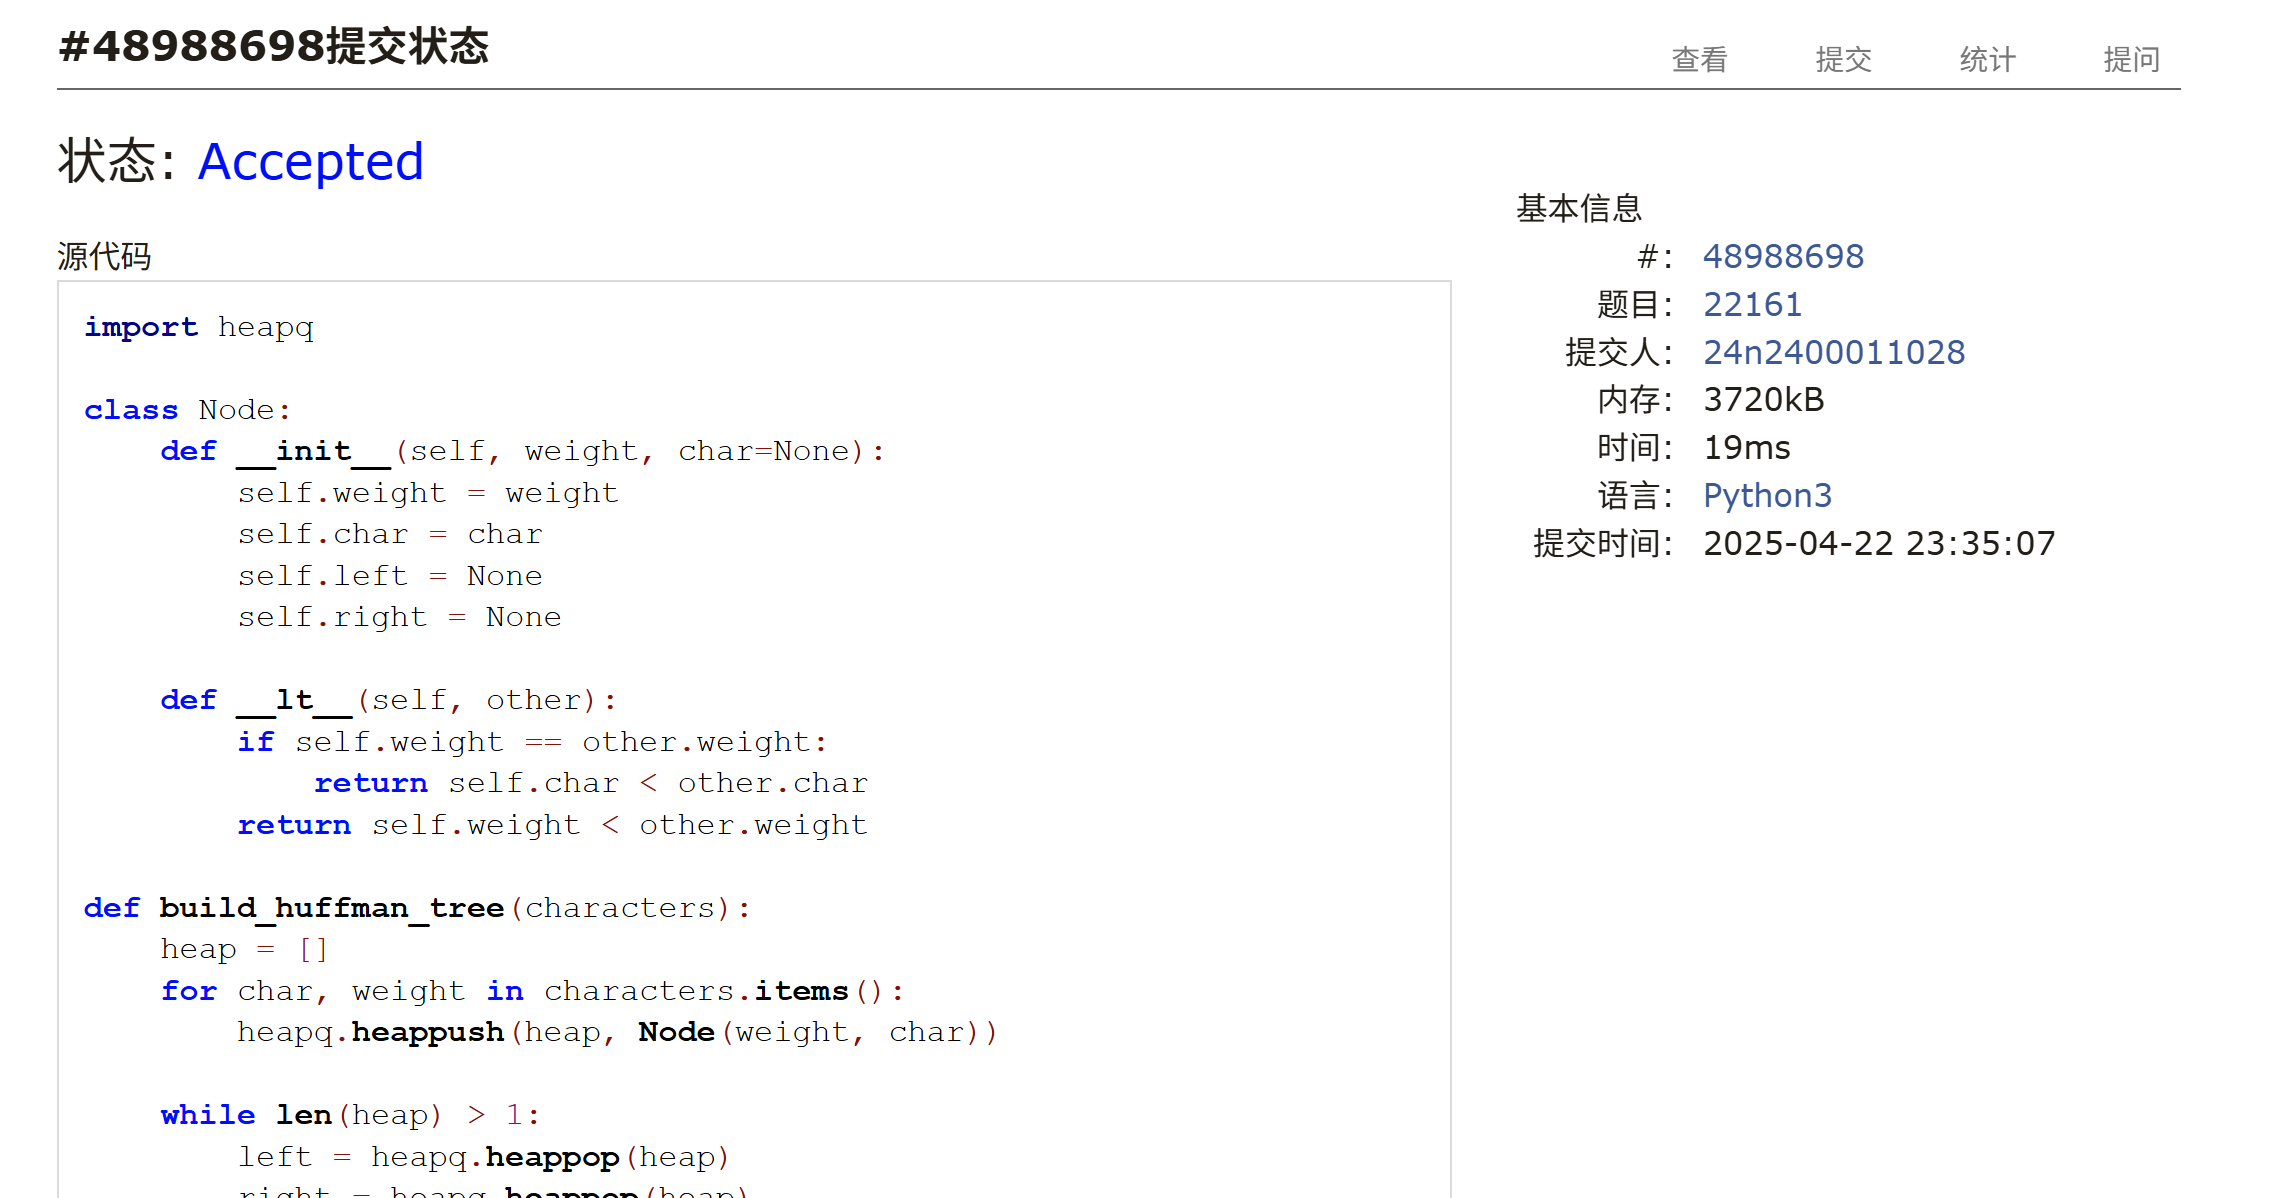 #48988698提交状态
查看 提交 统计 提问
状态: Accepted
源代码
import heapq
class Node:
    def __init__(self, weight, char=None):
        self.weight = weight
        self.char = char
        self.left = None
        self.right = None
    def __lt__(self, other):
        if self.weight == other.weight:
            return self.char < other.char
        return self.weight < other.weight
def build_huffman_tree(characters):
    heap = []
    for char, weight in characters.items():
        heapq.heappush(heap, Node(weight, char))
    while len(heap) > 1:
        left = heapq.heappop(heap)
        right = heapq.heappop(heap)
基本信息
#: 48988698
题目: 22161
提交人: 24n2400011028
内存: 3720kB
时间: 19ms
语言: Python3
提交时间: 2025-04-22 23:35:07